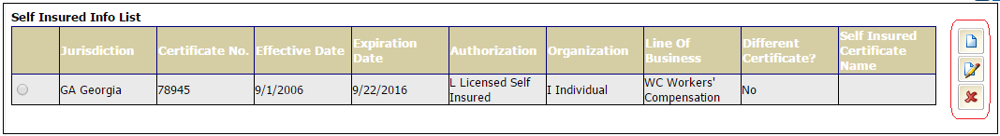 Self Insured Info List
Jurisdiction Certificate No. Effective Date Expiration Date Authorization Organization Line Of Business Different Certificate? Self Insured Certificate Name
GA Georgia 78945 9/1/2006 9/22/2016 L Licensed Self Insured I Individual WC Workers' Compensation No